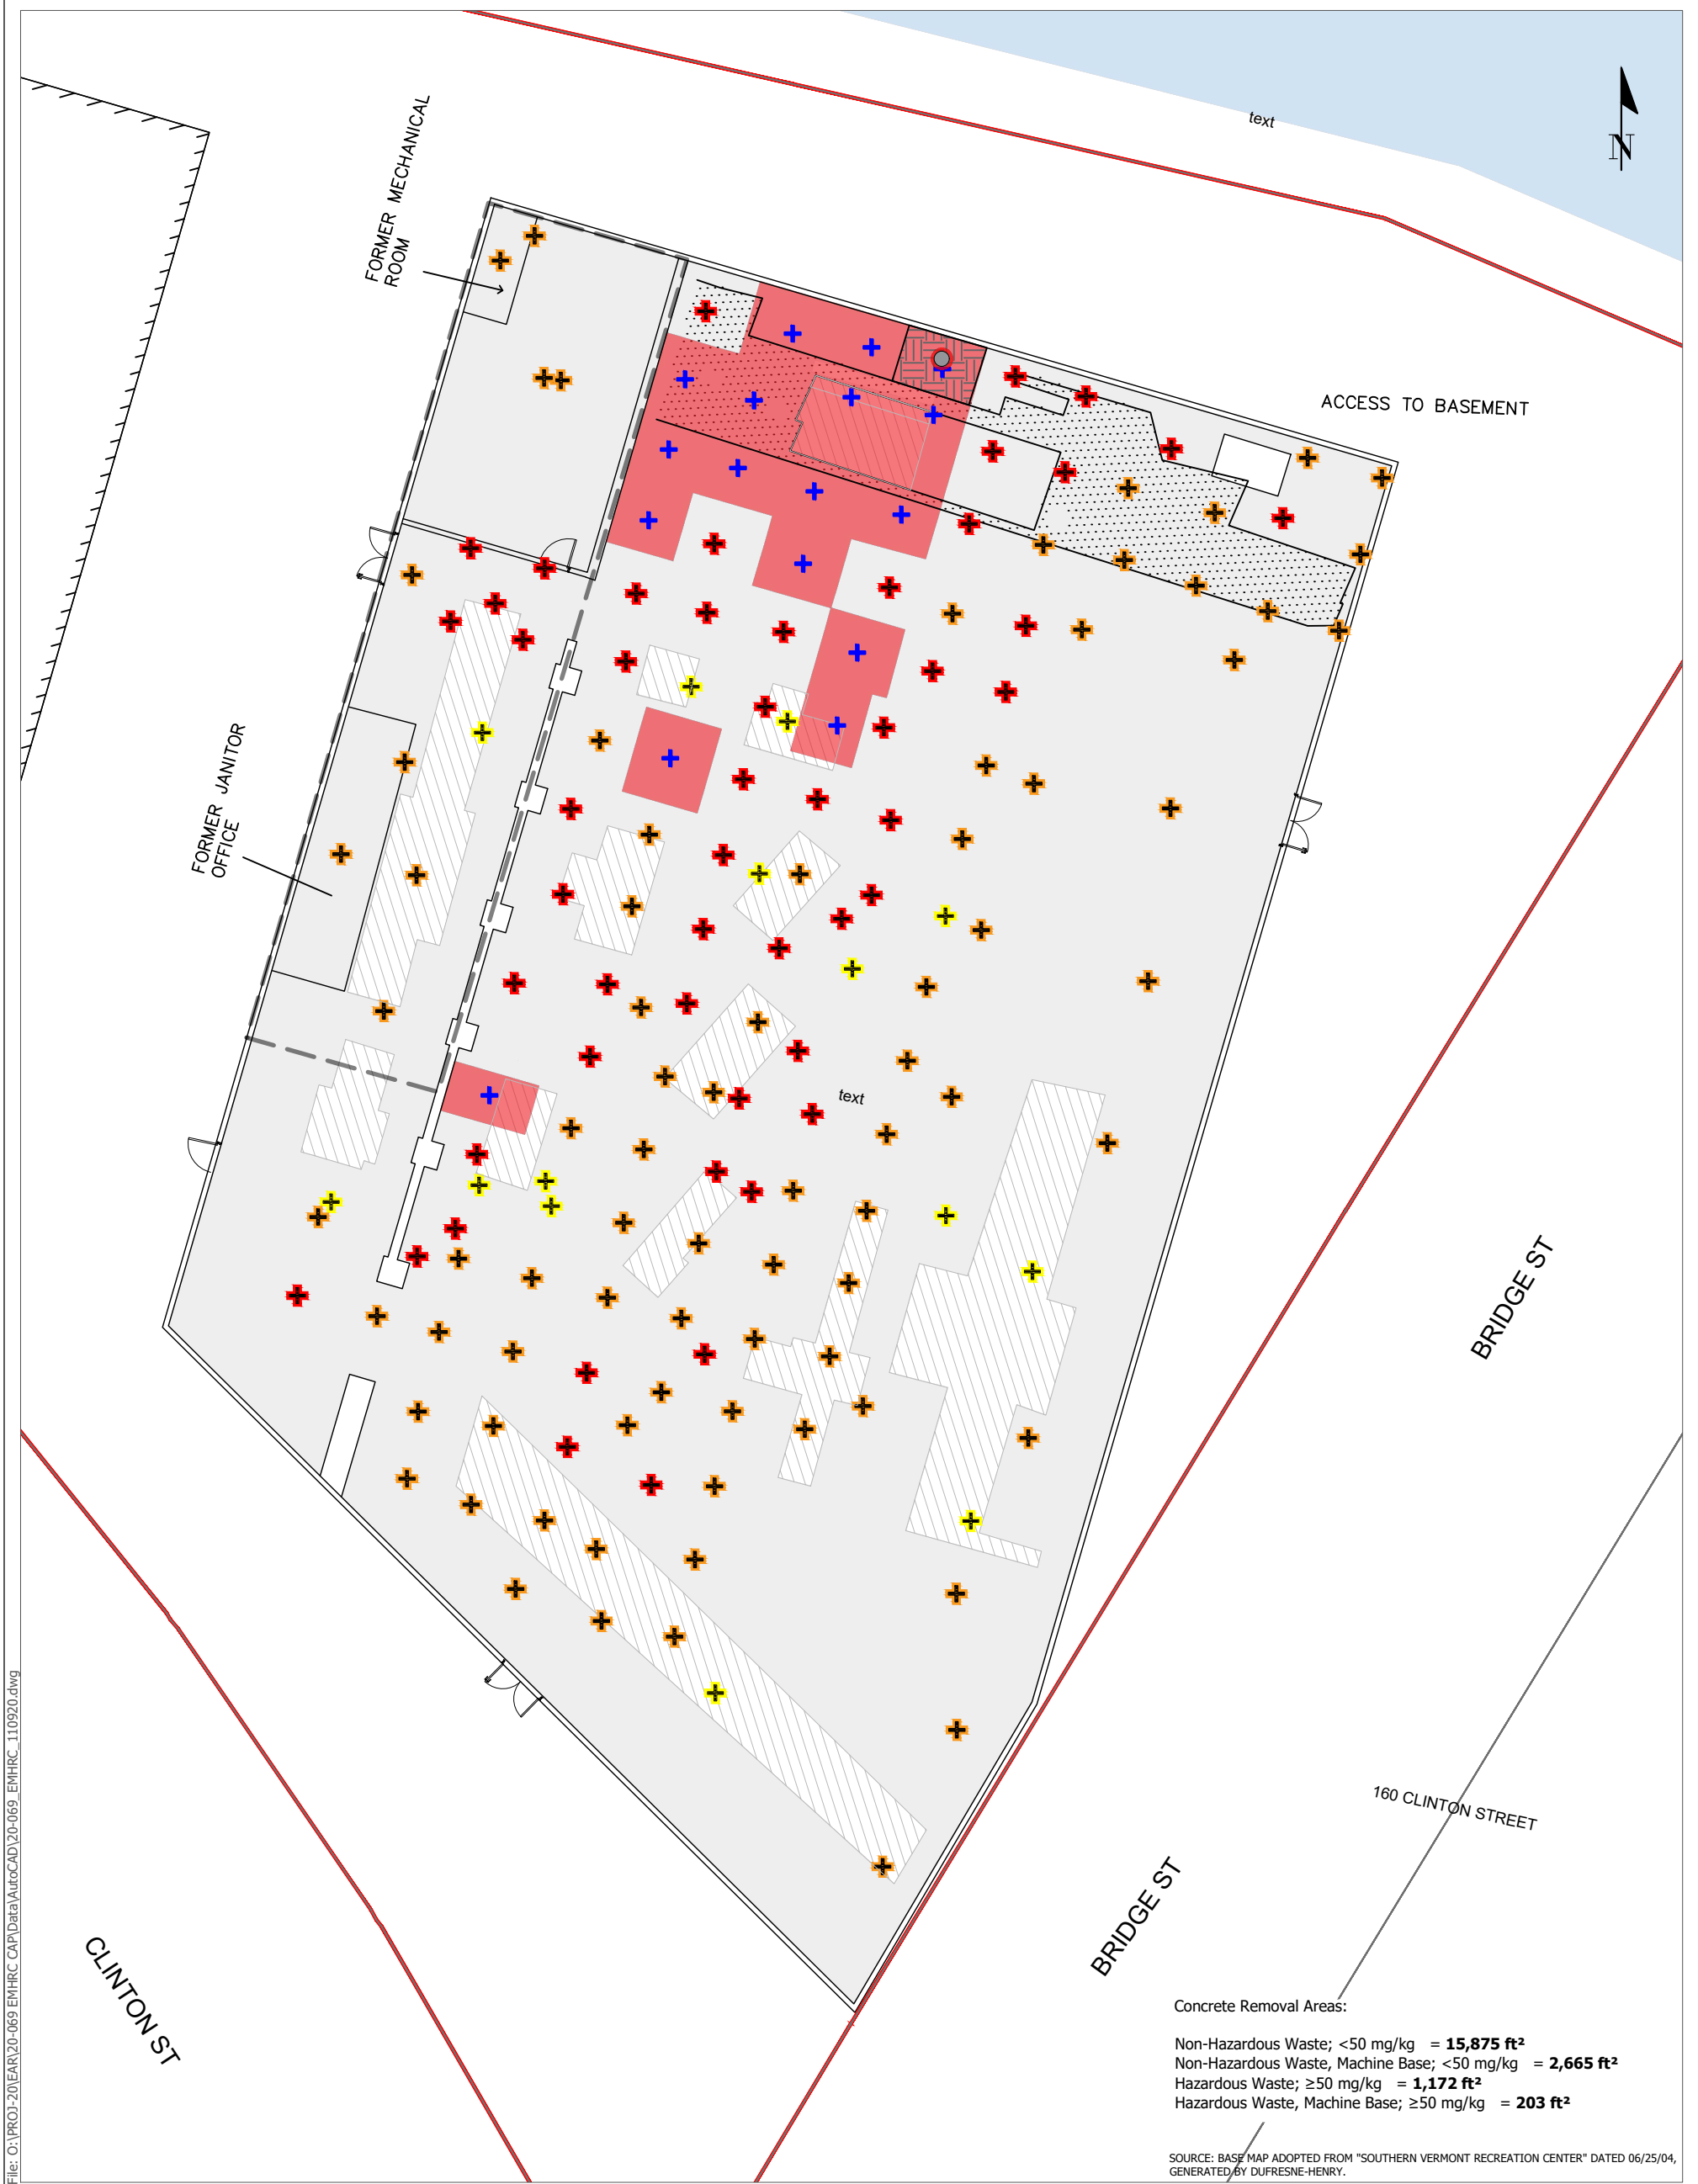 text
N
FORMER MECHANICAL
ROOM
ACCESS TO BASEMENT
FORMER JANITOR
OFFICE
text
BRIDGE ST
160 CLINTON STREET
BRIDGE ST
CLINTON ST
Concrete Removal Areas:
Non-Hazardous Waste; <50 mg/kg = 15,875 ft²
Non-Hazardous Waste, Machine Base; <50 mg/kg = 2,665 ft²
Hazardous Waste; ≥50 mg/kg = 1,172 ft²
Hazardous Waste, Machine Base; ≥50 mg/kg = 203 ft²
SOURCE: BASE MAP ADOPTED FROM "SOUTHERN VERMONT RECREATION CENTER" DATED 06/25/04,
GENERATED BY DUFRESNE-HENRY.
File: O:\PROJ-20\EAR\20-069 EMHRC CAP\Data\AutoCAD\20-069_EMHRC_110920.dwg